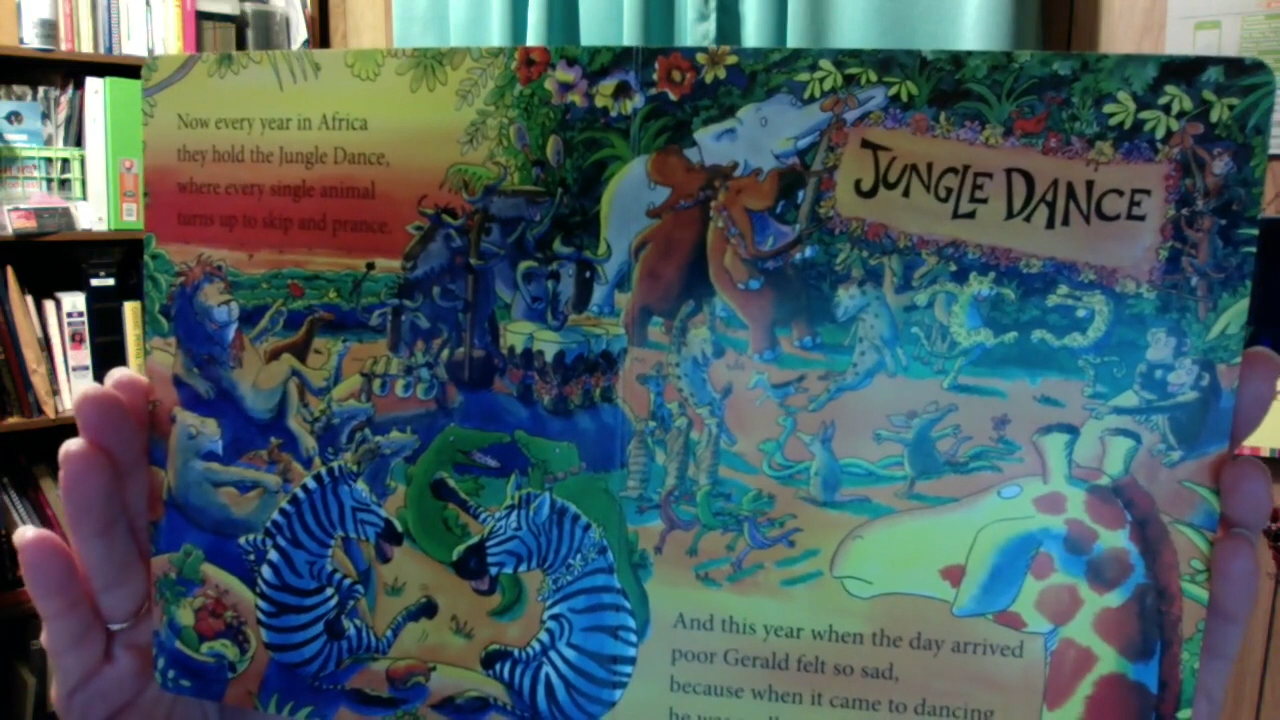 Now every year in Africa
they hold the Jungle Dance,
where every single animal
turns up to skip and prance.
JUNGLE DANCE
And this year when the day arrived
poor Gerald felt so sad,
because when it came to dancing
he